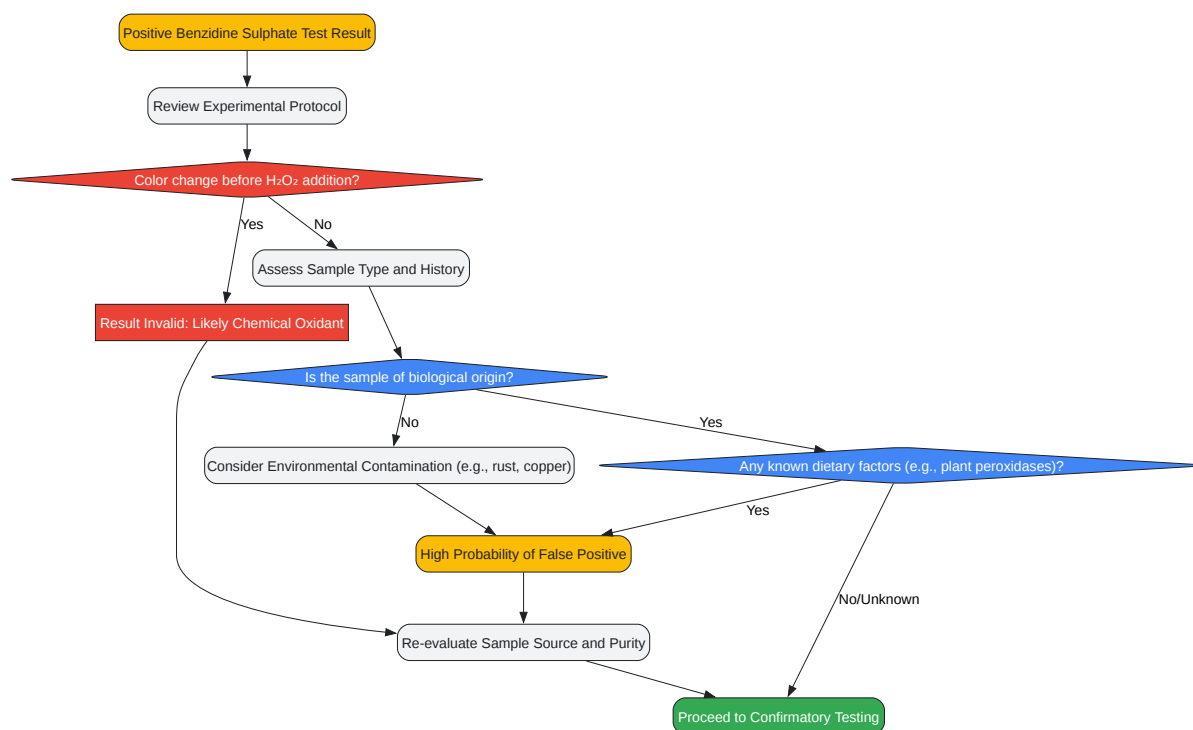 Positive Benzidine Sulphate Test Result
Review Experimental Protocol
Color change before H₂O₂ addition?
Yes
No
Assess Sample Type and History
Result Invalid: Likely Chemical Oxidant
Is the sample of biological origin?
No
Yes
Consider Environmental Contamination (e.g., rust, copper)
Any known dietary factors (e.g., plant peroxidases)?
Yes
High Probability of False Positive
No/Unknown
Re-evaluate Sample Source and Purity
Proceed to Confirmatory Testing